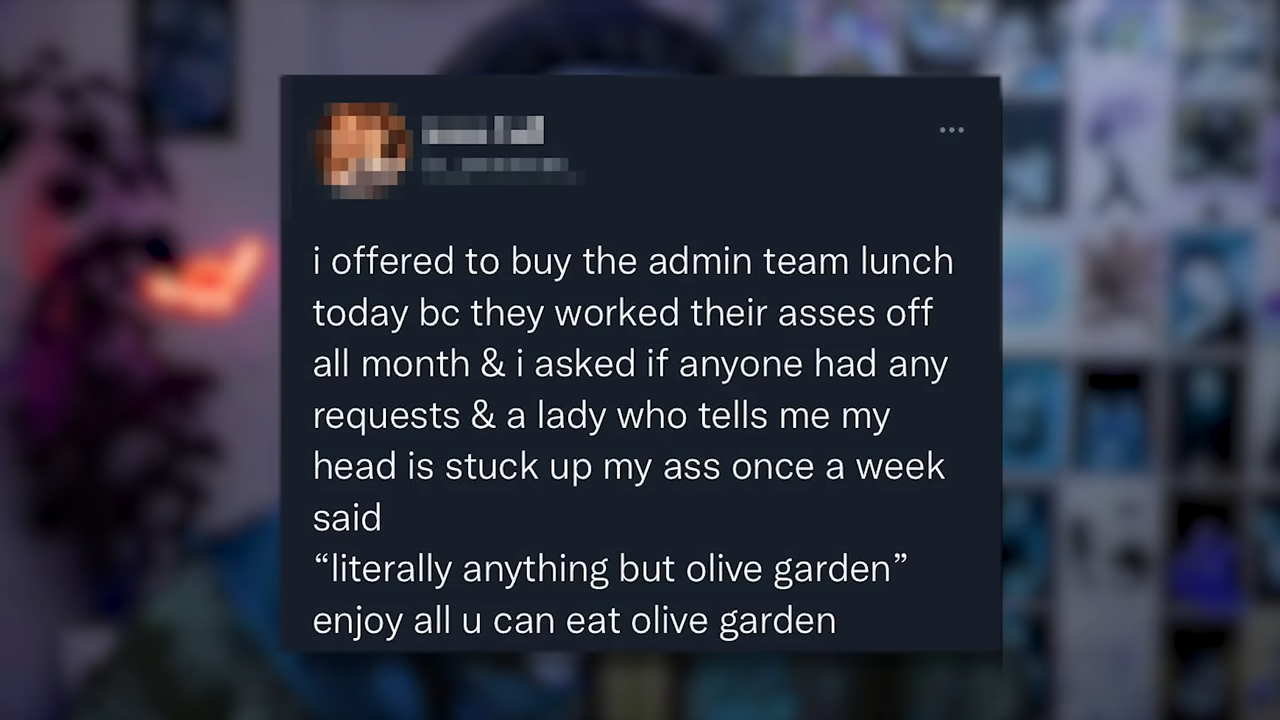 i offered to buy the admin team lunch
today bc they worked their asses off
all month & i asked if anyone had any
requests & a lady who tells me my
head is stuck up my ass once a week
said
“literally anything but olive garden”
enjoy all u can eat olive garden